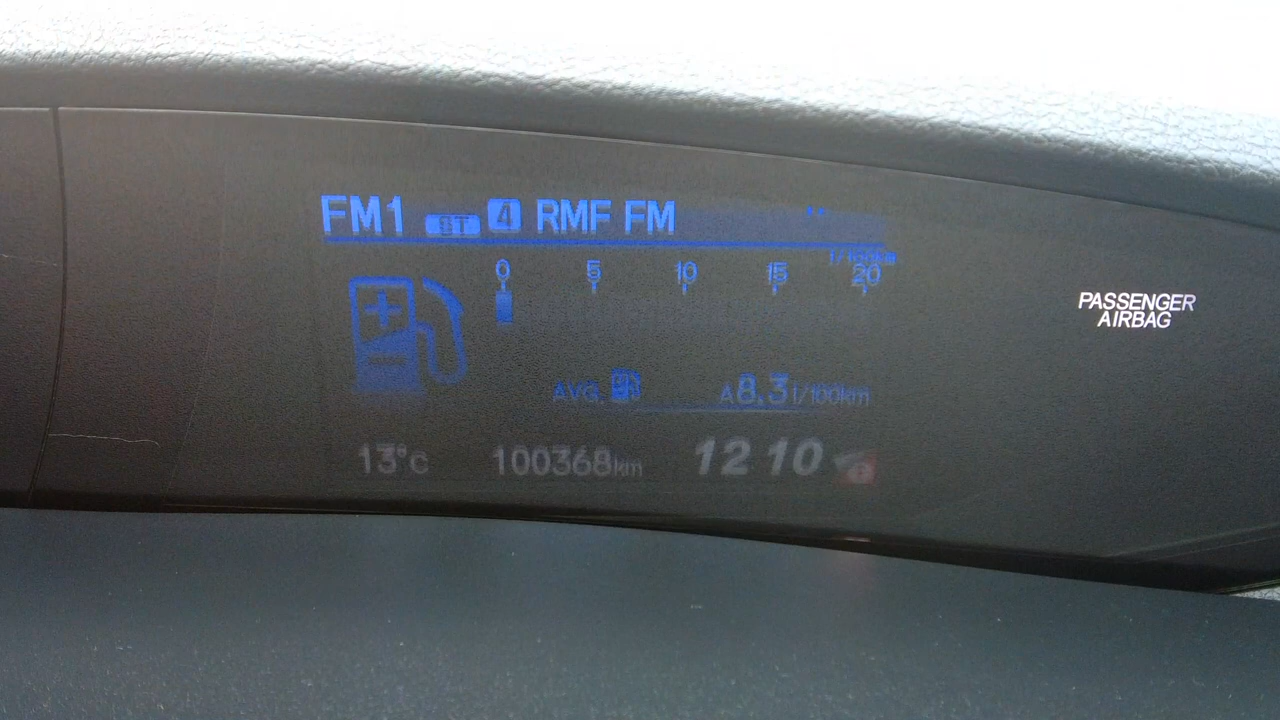 FM1 ST 4 RMF FM
l/100km
0 5 10 15 20
AVG. A8.3 l/100km
13°C 100368km 12 10
PASSENGER
AIRBAG